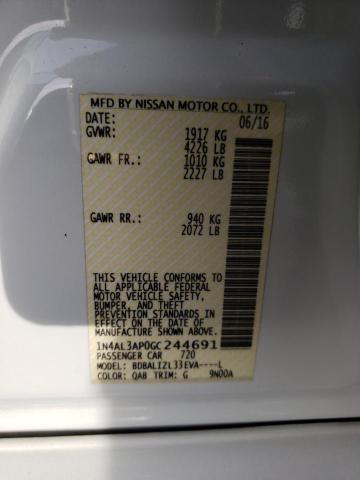 MFD BY NISSAN MOTOR CO., LTD.
DATE: 06/16
GVWR: 1917 KG
4226 LB
GAWR FR: 1010 KG
2227 LB
GAWR RR: 940 KG
2072 LB
THIS VEHICLE CONFORMS TO
ALL APPLICABLE FEDERAL
MOTOR VEHICLE SAFETY,
BUMPER, AND THEFT
PREVENTION STANDARDS IN
EFFECT ON THE DATE OF
MANUFACTURE SHOWN ABOVE.
1N4AL3AP0GC244691
PASSENGER CAR 720
MODEL: BDBALIZL33EVA----L
COLOR: QAB TRIM: G 9N00A